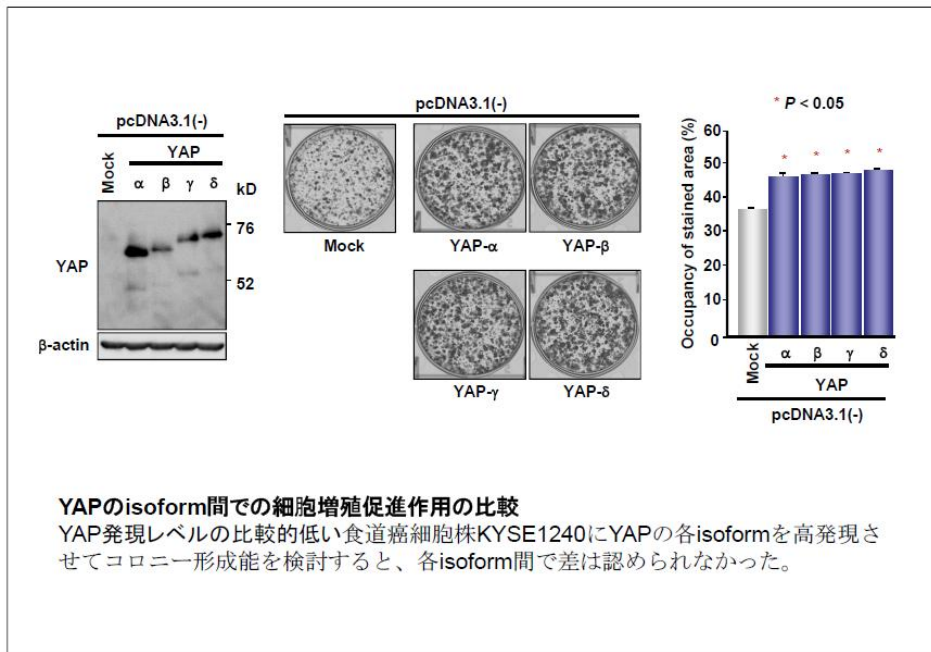 pcDNA3.1(-)
Mock
YAP
α β γ δ kD
76
52
YAP
β-actin
pcDNA3.1(-)
Mock
YAP-α
YAP-β
YAP-γ
YAP-δ
* P < 0.05
Occupancy of stained area (%)
60
50
40
30
20
10
0
* * * *
Mock
α β γ δ
YAP
pcDNA3.1(-)
YAPのisoform間での細胞増殖促進作用の比較
YAP発現レベルの比較的低い食道癌細胞株KYSE1240にYAPの各isoformを高発現さ
せてコロニー形成能を検討すると、各isoform間で差は認められなかった。